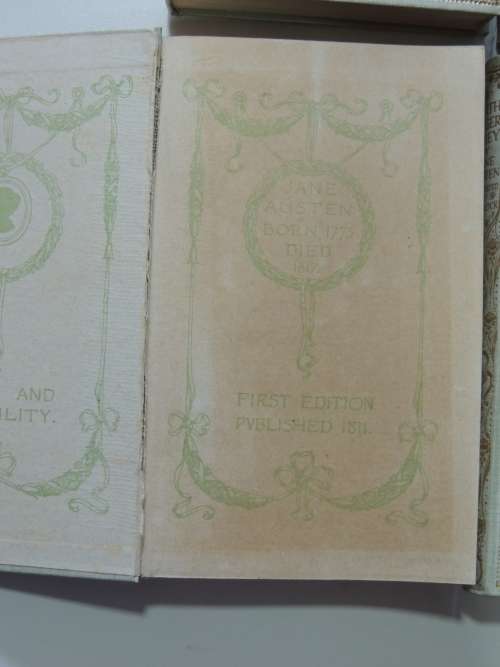 AND
ILITY.
JANE
AUSTEN
BORN 1775
DIED
1817
FIRST EDITION
PVBLISHED 1811.